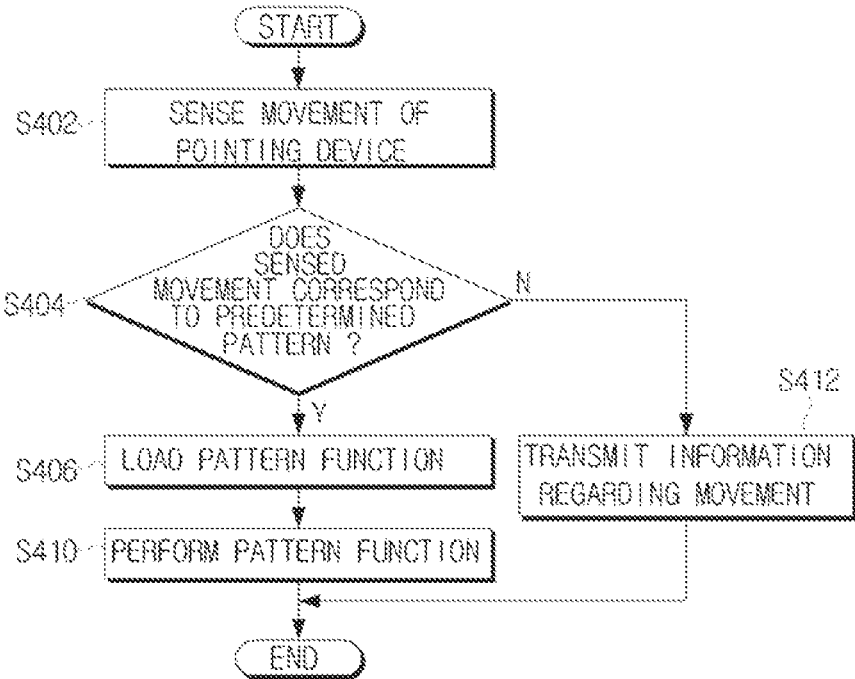 START
S402
SENSE MOVEMENT OF
POINTING DEVICE
S404
DOES
SENSED
MOVEMENT CORRESPOND
TO PREDETERMINED
PATTERN ?
N
Y
S412
TRANSMIT INFORMATION
REGARDING MOVEMENT
S406
LOAD PATTERN FUNCTION
S410
PERFORM PATTERN FUNCTION
END